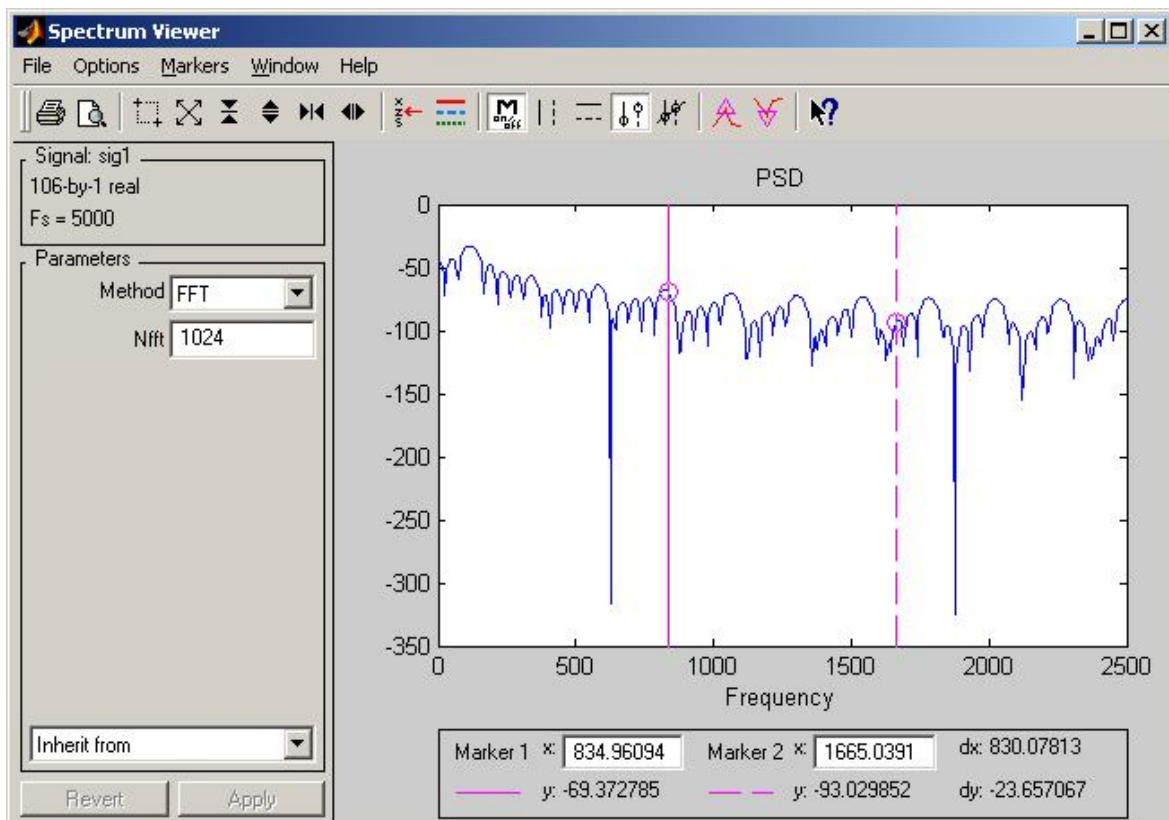 Spectrum Viewer
File Options Markers Window Help
M
on/off
Signal: sig1
106-by-1 real
Fs = 5000
Parameters
Method FFT
Nfft 1024
Inherit from
Revert Apply
PSD
0
-50
-100
-150
-200
-250
-300
-350
0 500 1000 1500 2000 2500
Frequency
Marker 1 x: 834.96094 Marker 2 x: 1665.0391 dx: 830.07813
y: -69.372785 y: -93.029852 dy: -23.657067